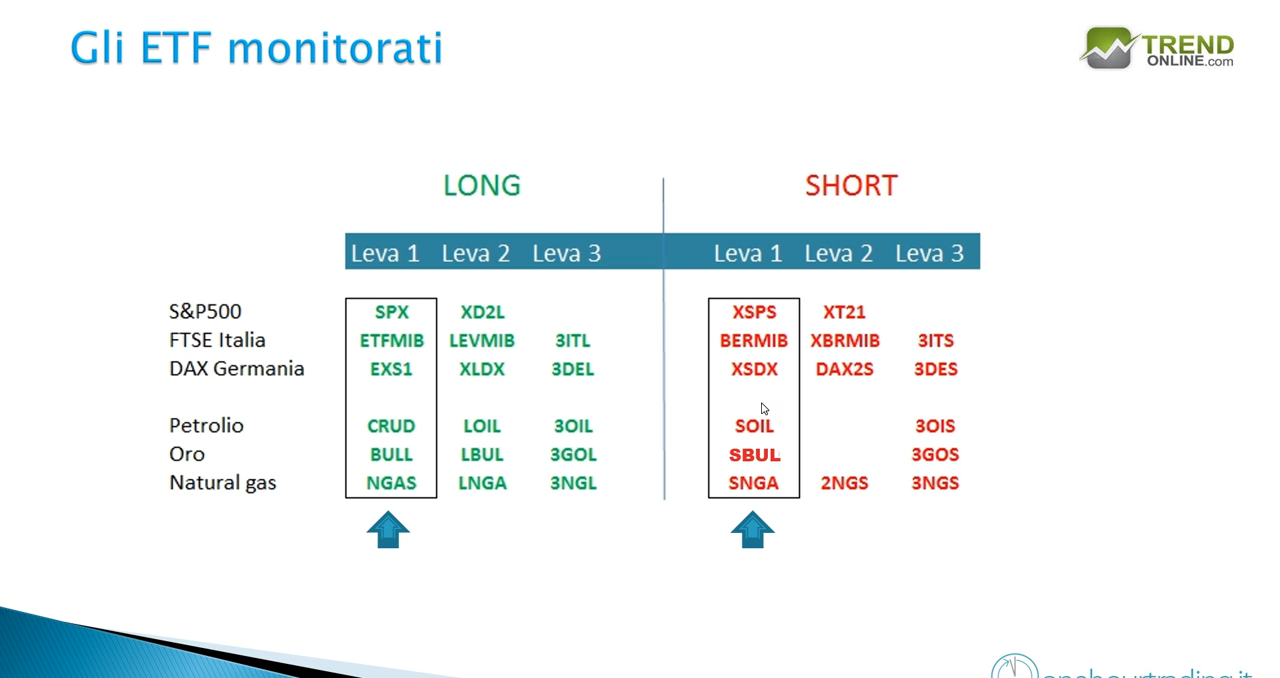 Gli ETF monitorati
TREND
ONLINE.com
LONG SHORT
Leva 1 Leva 2 Leva 3 Leva 1 Leva 2 Leva 3
S&P500 SPX XD2L XSPS XT21
FTSE Italia ETFMIB LEVMIB 3ITL BERMIB XBRMIB 3ITS
DAX Germania EXS1 XLDX 3DEL XSDX DAX2S 3DES
Petrolio CRUD LOIL 3OIL SOIL 3OIS
Oro BULL LBUL 3GOL SBUL 3GOS
Natural gas NGAS LNGA 3NGL SNGA 2NGS 3NGS